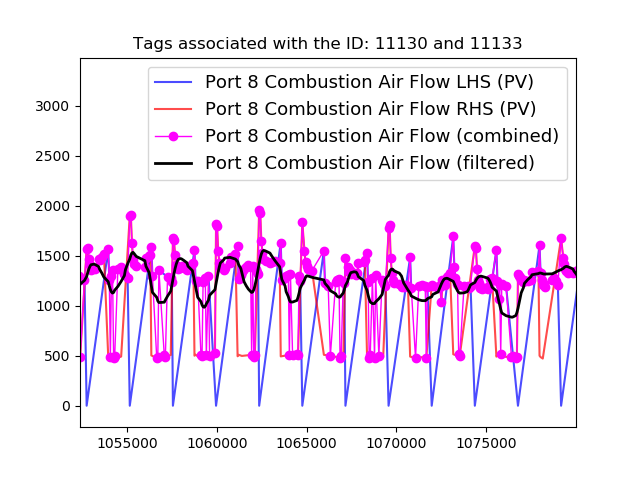 Tags associated with the ID: 11130 and 11133
Port 8 Combustion Air Flow LHS (PV)
Port 8 Combustion Air Flow RHS (PV)
Port 8 Combustion Air Flow (combined)
Port 8 Combustion Air Flow (filtered)
3000
2500
2000
1500
1000
500
0
1055000 1060000 1065000 1070000 1075000